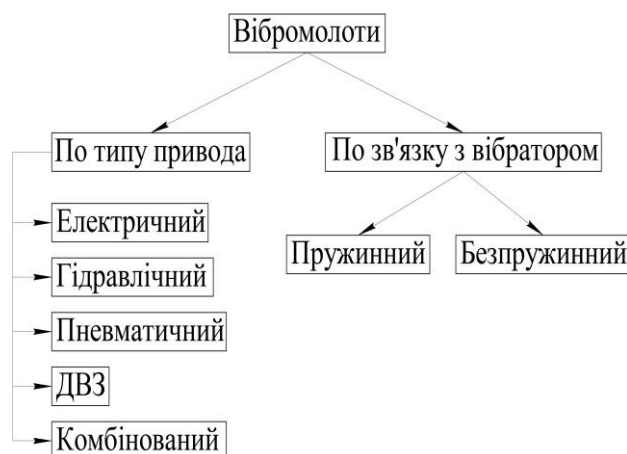 Вібромолоти
По типу привода
По зв'язку з вібратором
Електричний
Гідравлічний
Пневматичний
ДВЗ
Комбінований
Пружинний
Безпружинний